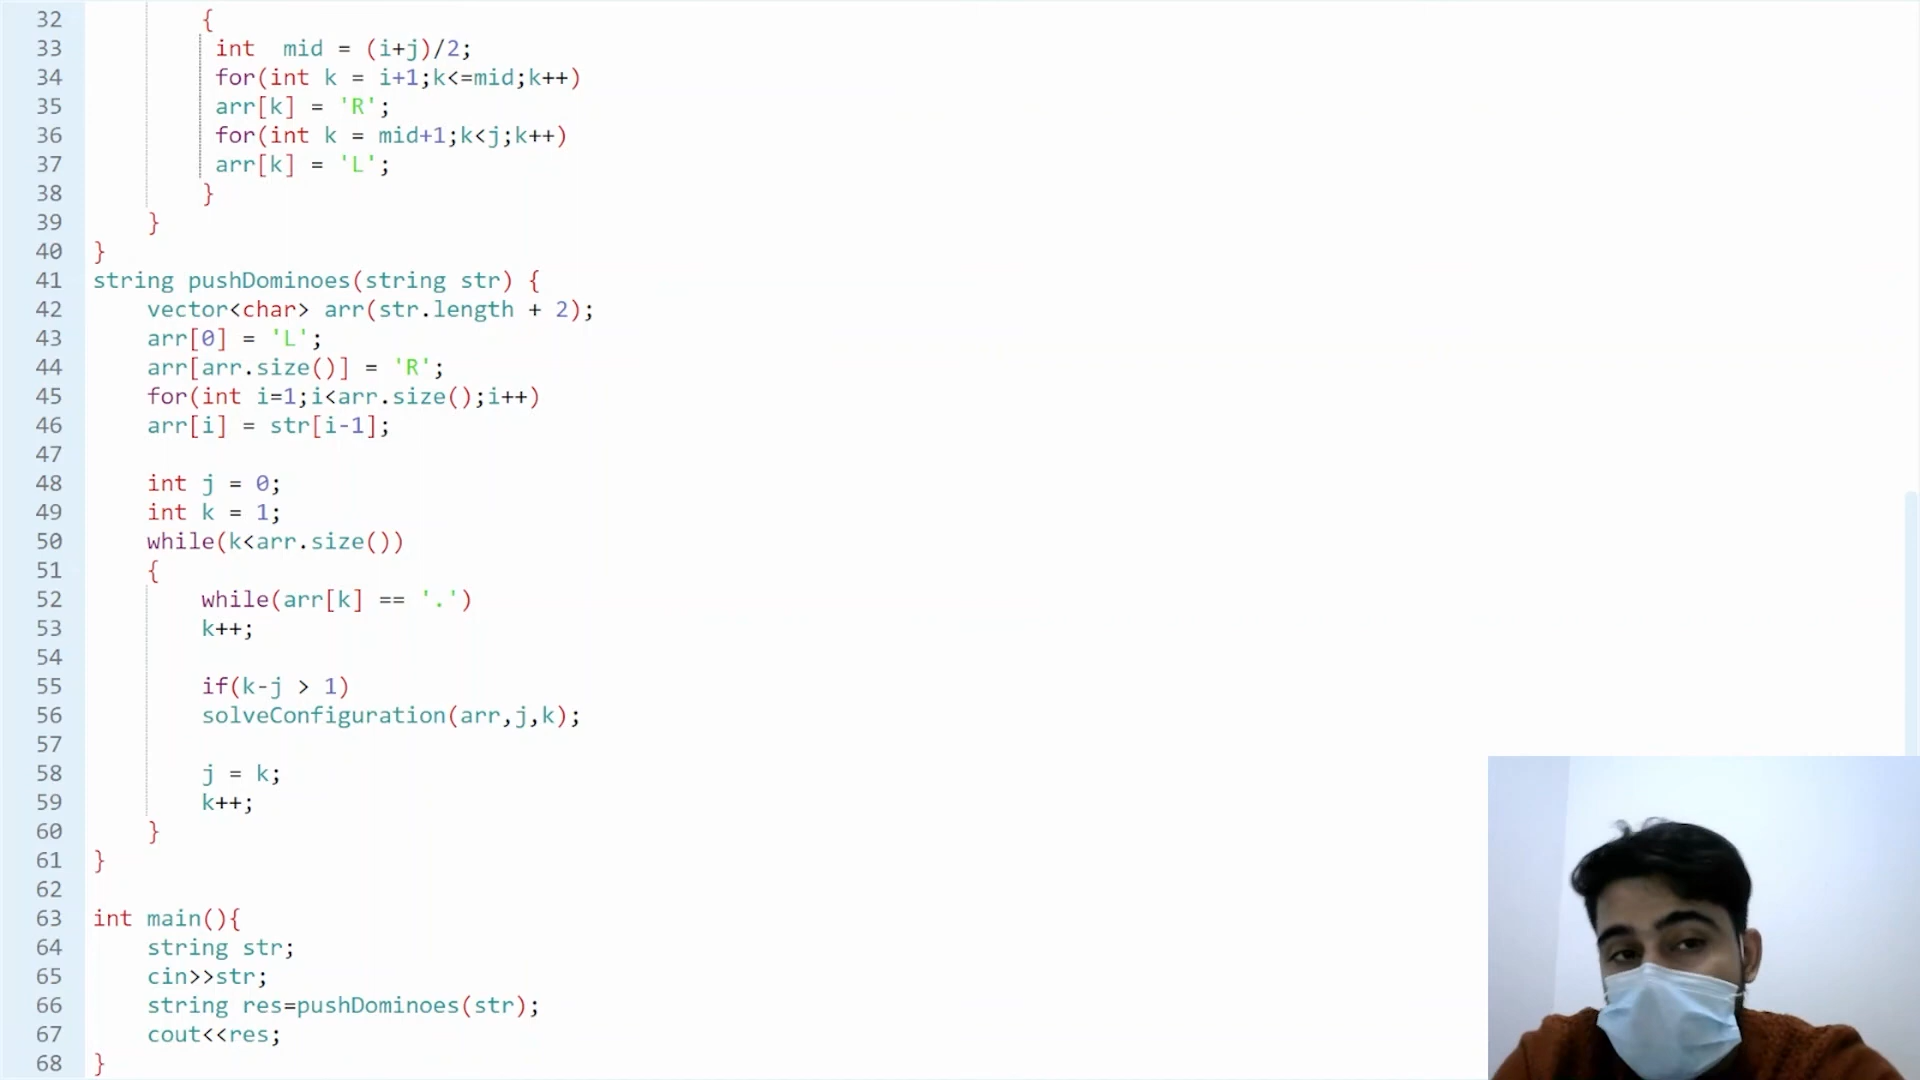 32 {
33 int  mid = (i+j)/2;
34 for(int k = i+1;k<=mid;k++)
35 arr[k] = 'R';
36 for(int k = mid+1;k<j;k++)
37 arr[k] = 'L';
38 }
39 }
40 }
41 string pushDominoes(string str) {
42 vector<char> arr(str.length + 2);
43 arr[0] = 'L';
44 arr[arr.size()] = 'R';
45 for(int i=1;i<arr.size();i++)
46 arr[i] = str[i-1];
47
48 int j = 0;
49 int k = 1;
50 while(k<arr.size())
51 {
52 while(arr[k] == '.')
53 k++;
54
55 if(k-j > 1)
56 solveConfiguration(arr,j,k);
57
58 j = k;
59 k++;
60 }
61 }
62
63 int main(){
64 string str;
65 cin>>str;
66 string res=pushDominoes(str);
67 cout<<res;
68 }